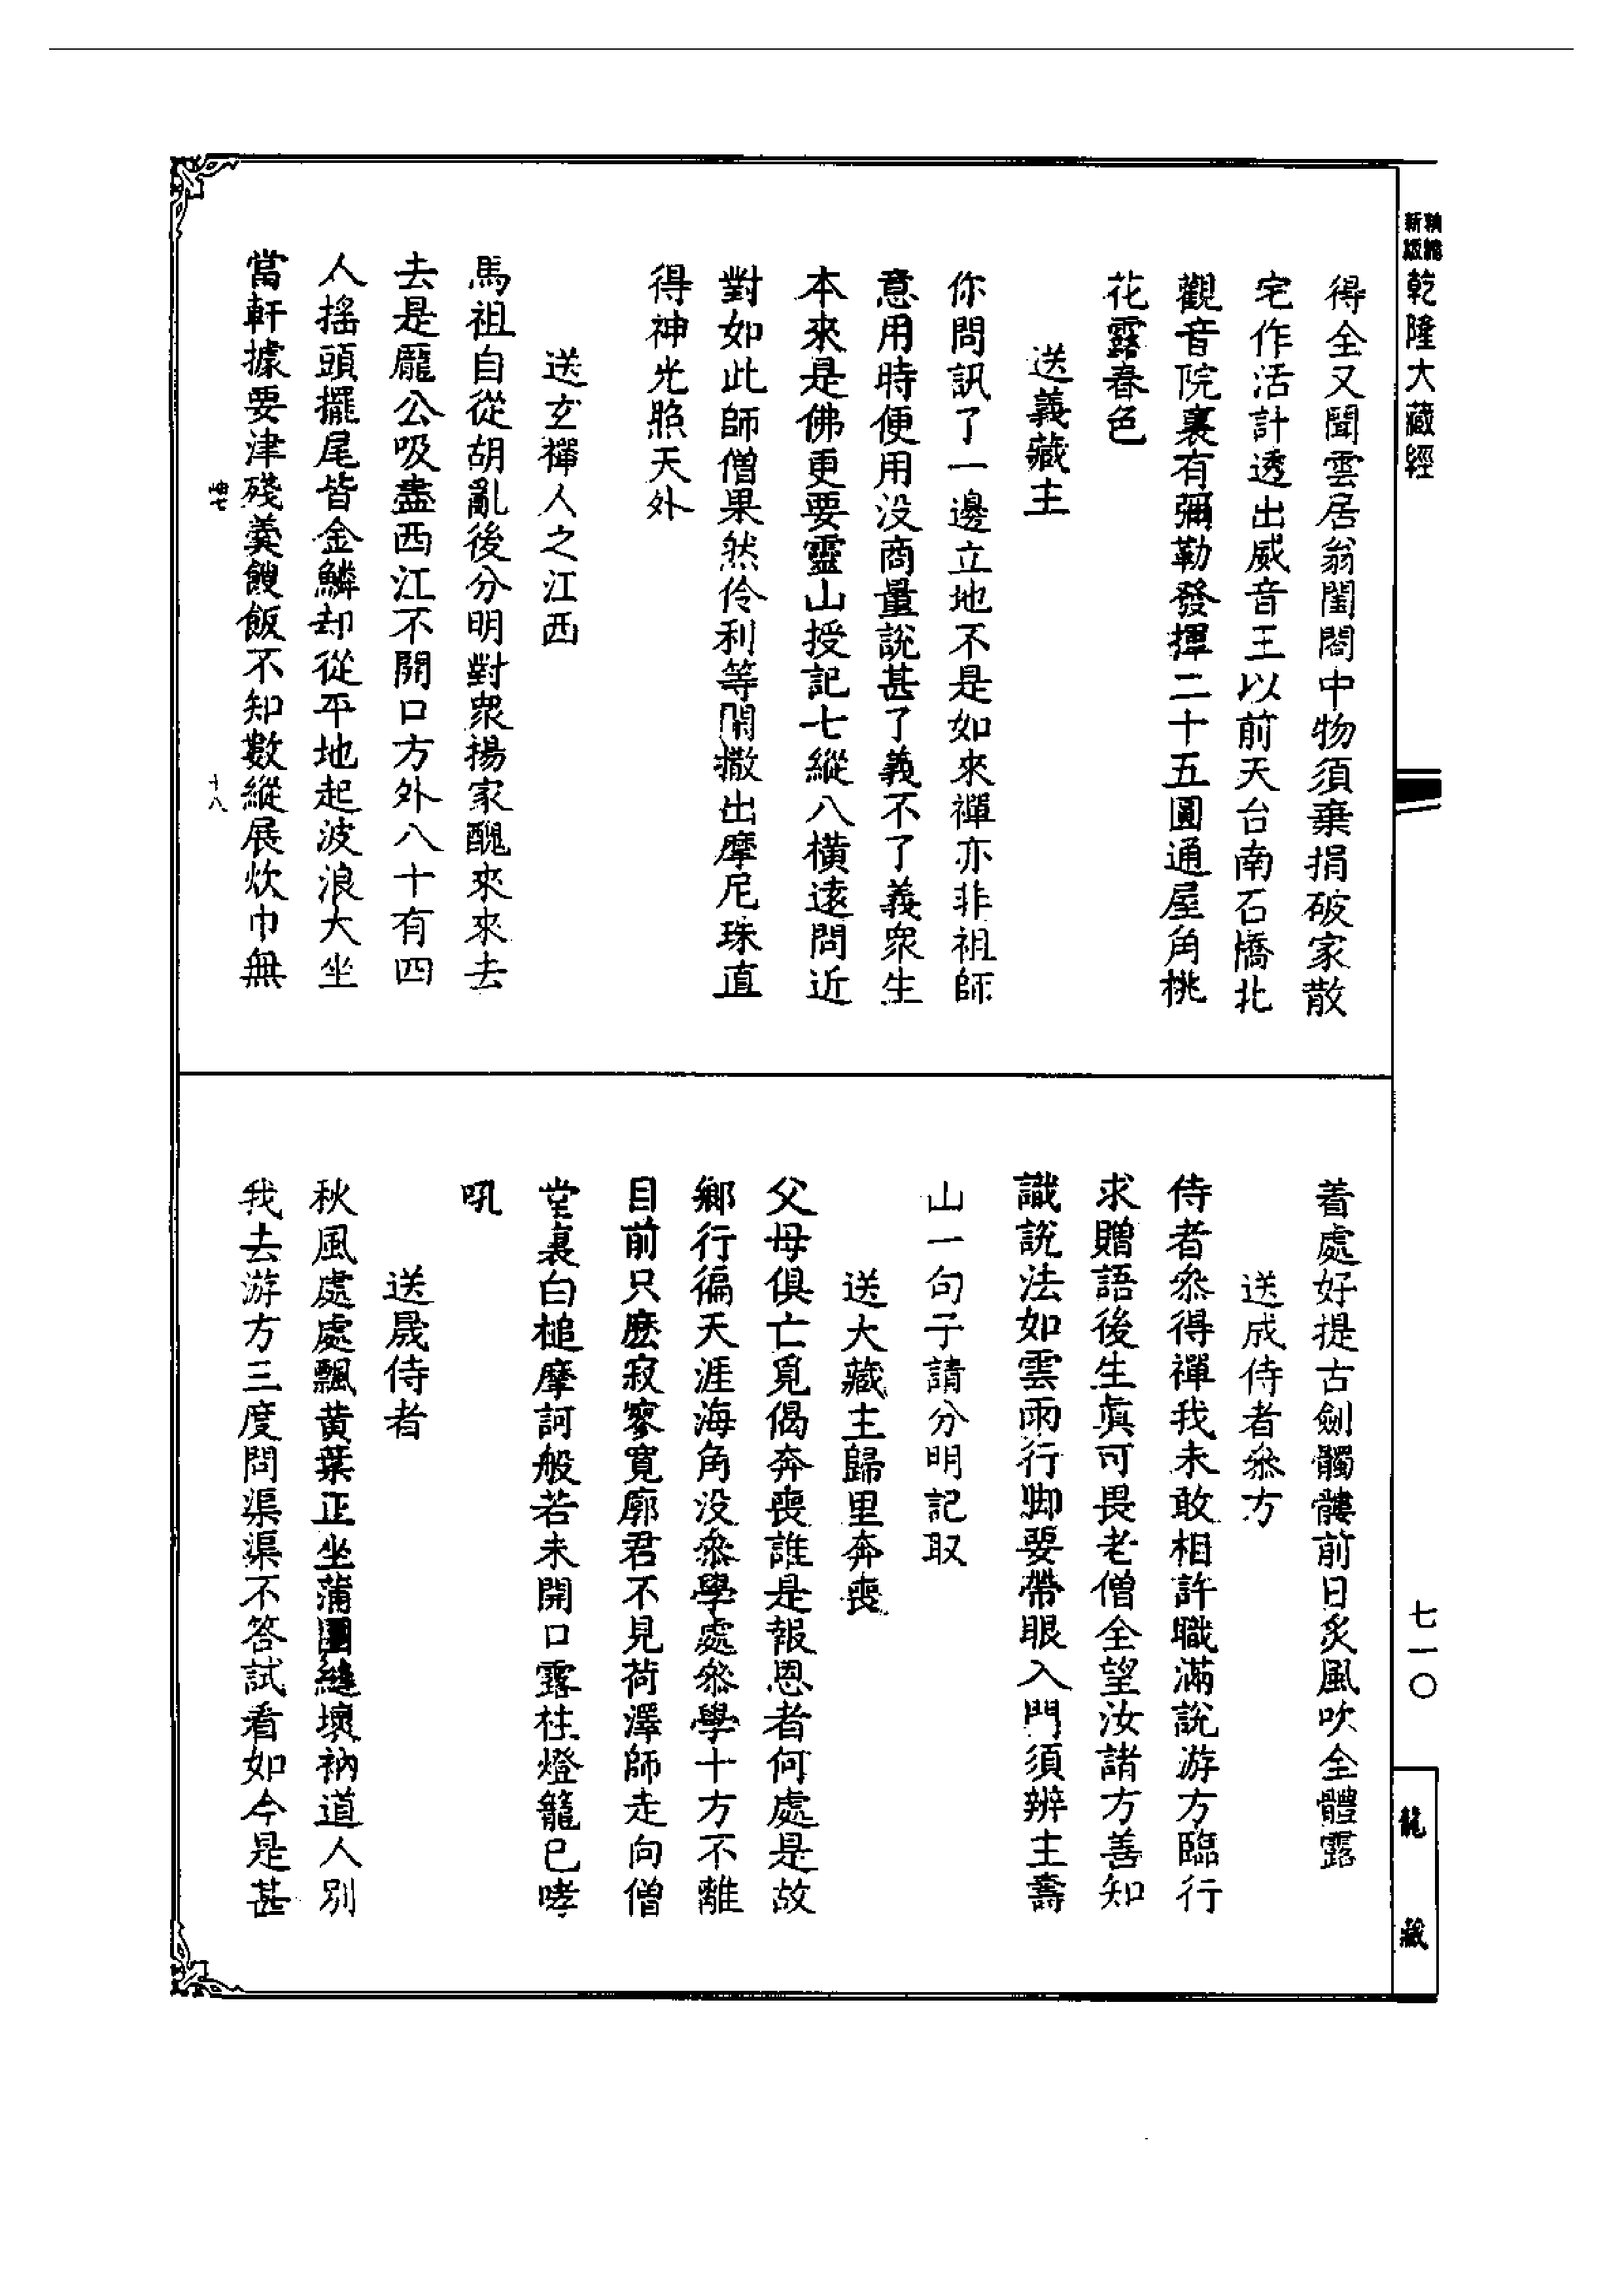 新版
精縮
乾隆大藏經
七一〇
龍藏
得全又聞雲居翁閨閤中物須棄捐破家散
宅作活計透出威音王以前天台南石橋北
觀音院裏有彌勒發揮二十五圓通屋角桃
花露春色
送義藏主
你問訊了一邊立地不是如來禪亦非祖師
意用時便用没商量説甚了義不了義衆生
本來是佛更要靈山授記七縱八橫遠問近
對如此師僧果然伶利等閑撒出摩尼珠直
得神光照天外
送玄禪人之江西
馬祖自從胡亂後分明對衆揚家醜來來去
去是龐公吸盡西江不開口方外八十有四
人搖頭擺尾皆金鱗却從平地起波浪大坐
當軒據要津殘羹餿飯不知數縱展炊巾無
十八
着處好提古劍髑髏前日炙風吹全體露
送成侍者叅方
侍者叅得禪我未敢相許職滿説游方臨行
求贈語後生眞可畏老僧全望汝諸方善知
識説法如雲雨行脚要帶眼入門須辨主壽
山一句子請分明記取
送大藏主歸里奔喪
父母俱亡覓偈奔喪誰是報恩者何處是故
鄉行徧天涯海角没叅學處叅學十方不離
目前只麽寂寥寬廓君不見荷澤師走向僧
堂裏白槌摩訶般若未開口露柱燈籠已哮
吼
送晟侍者
秋風處處飄黄葉正坐蒲團縫壞衲道人別
我去游方三度問渠渠不答試看如今是甚